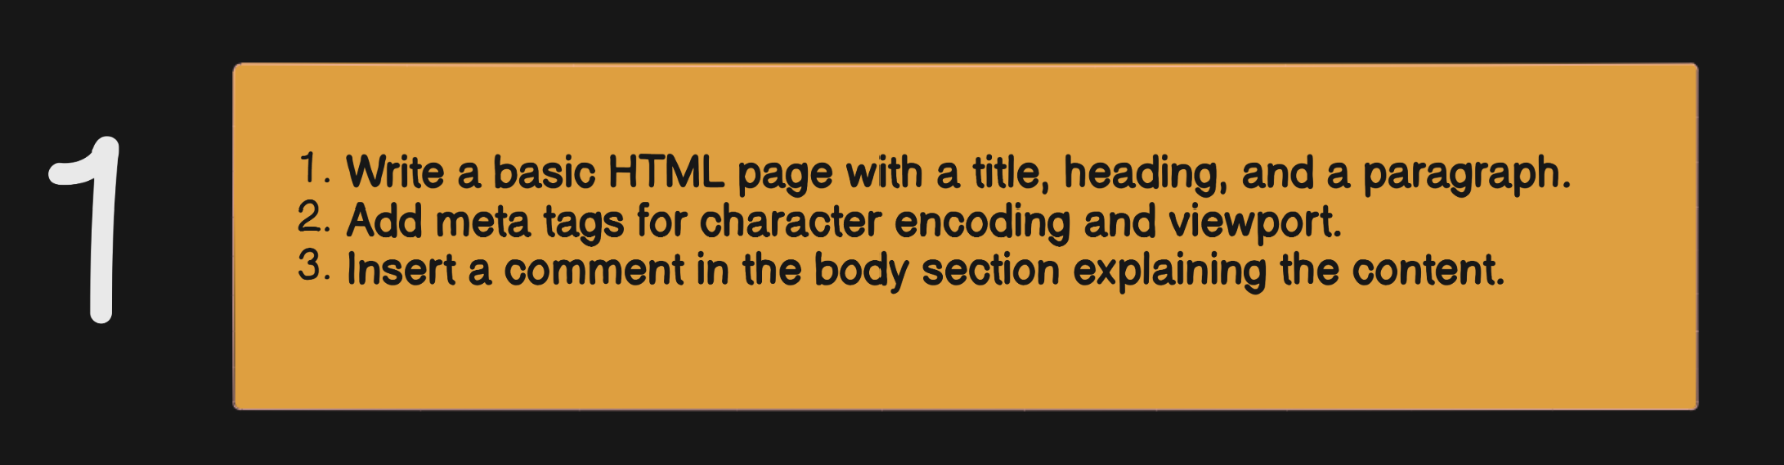 1
1. Write a basic HTML page with a title, heading, and a paragraph.
2. Add meta tags for character encoding and viewport.
3. Insert a comment in the body section explaining the content.